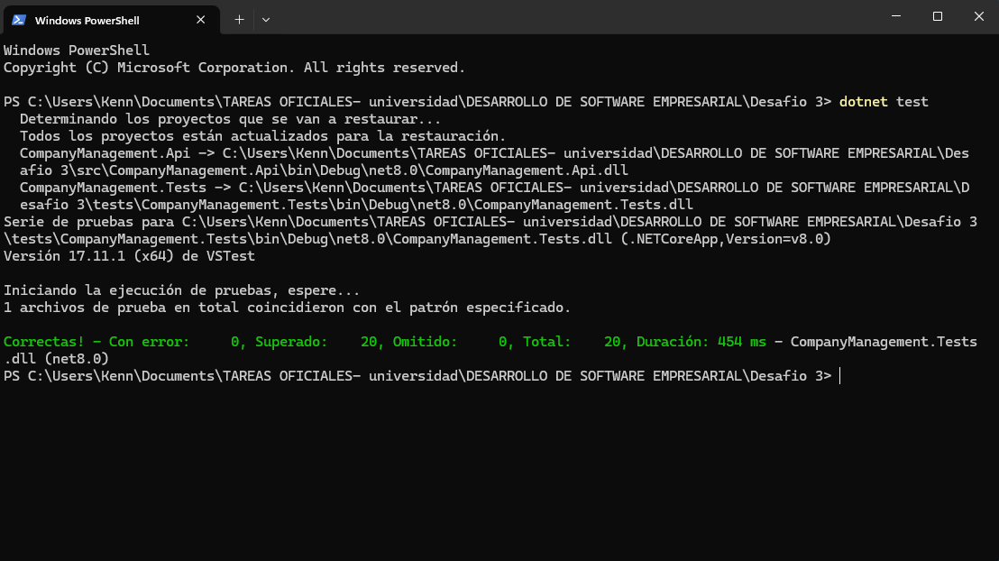 Windows PowerShell
Windows PowerShell
Copyright (C) Microsoft Corporation. All rights reserved.
PS C:\Users\Kenn\Documents\TAREAS OFICIALES- universidad\DESARROLLO DE SOFTWARE EMPRESARIAL\Desafio 3> dotnet test
Determinando los proyectos que se van a restaurar...
Todos los proyectos están actualizados para la restauración.
CompanyManagement.Api -> C:\Users\Kenn\Documents\TAREAS OFICIALES- universidad\DESARROLLO DE SOFTWARE EMPRESARIAL\Des
afio 3\src\CompanyManagement.Api\bin\Debug\net8.0\CompanyManagement.Api.dll
CompanyManagement.Tests -> C:\Users\Kenn\Documents\TAREAS OFICIALES- universidad\DESARROLLO DE SOFTWARE EMPRESARIAL\D
esafio 3\tests\CompanyManagement.Tests\bin\Debug\net8.0\CompanyManagement.Tests.dll
Serie de pruebas para C:\Users\Kenn\Documents\TAREAS OFICIALES- universidad\DESARROLLO DE SOFTWARE EMPRESARIAL\Desafio 3
\tests\CompanyManagement.Tests\bin\Debug\net8.0\CompanyManagement.Tests.dll (.NETCoreApp,Version=v8.0)
Versión 17.11.1 (x64) de VSTest
Iniciando la ejecución de pruebas, espere...
1 archivos de prueba en total coincidieron con el patrón especificado.
Correctas! - Con error:     0, Superado:    20, Omitido:     0, Total:    20, Duración: 454 ms - CompanyManagement.Tests
.dll (net8.0)
PS C:\Users\Kenn\Documents\TAREAS OFICIALES- universidad\DESARROLLO DE SOFTWARE EMPRESARIAL\Desafio 3>